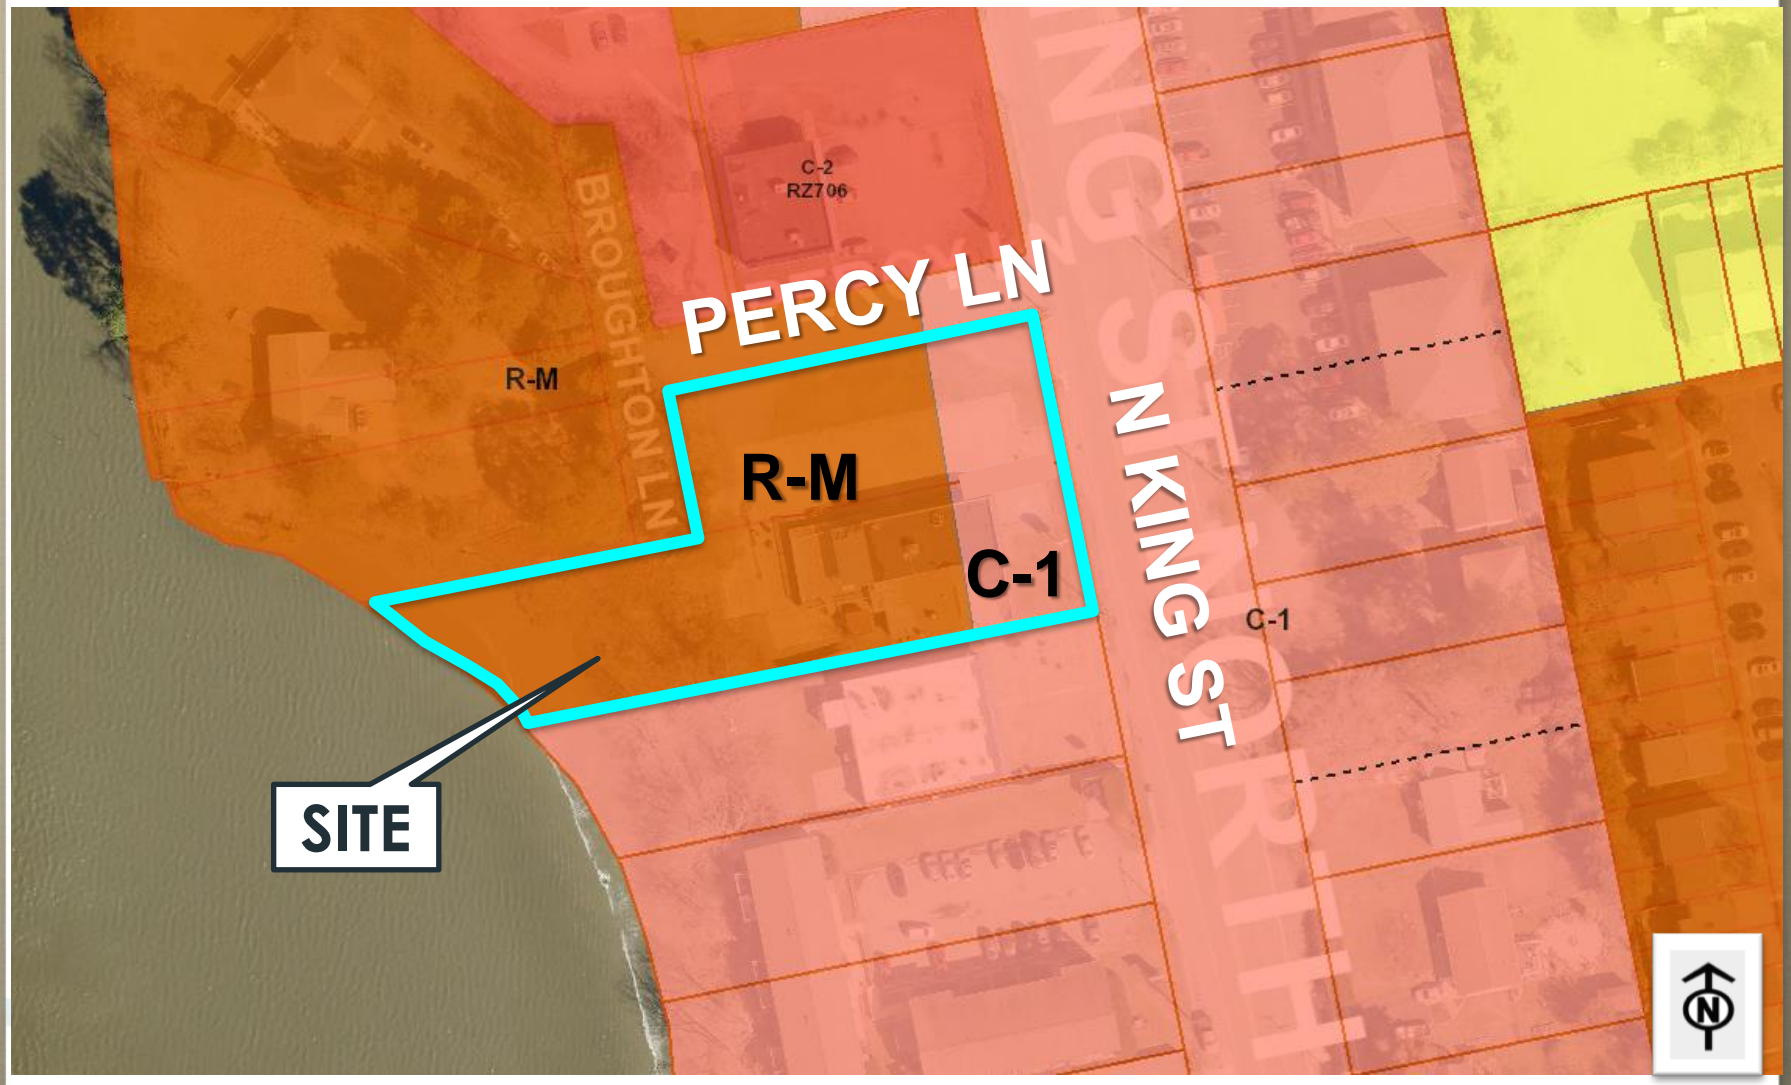 C-2
RZ706
PERCY LN
BROUGHTON LN
R-M
R-M
C-1
N KING ST
C-1
SITE
N